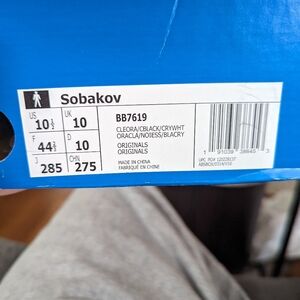 Sobakov
US 10½ UK 10
F 44⅔ D 10
J 285 CHN 275
BB7619
CLEORA/CBLACK/CRYWHT
ORACLA/NOIESS/BLACRY
ORIGINALS
ORIGINALS
MADE IN CHINA
FABRIQUÉ EN CHINE